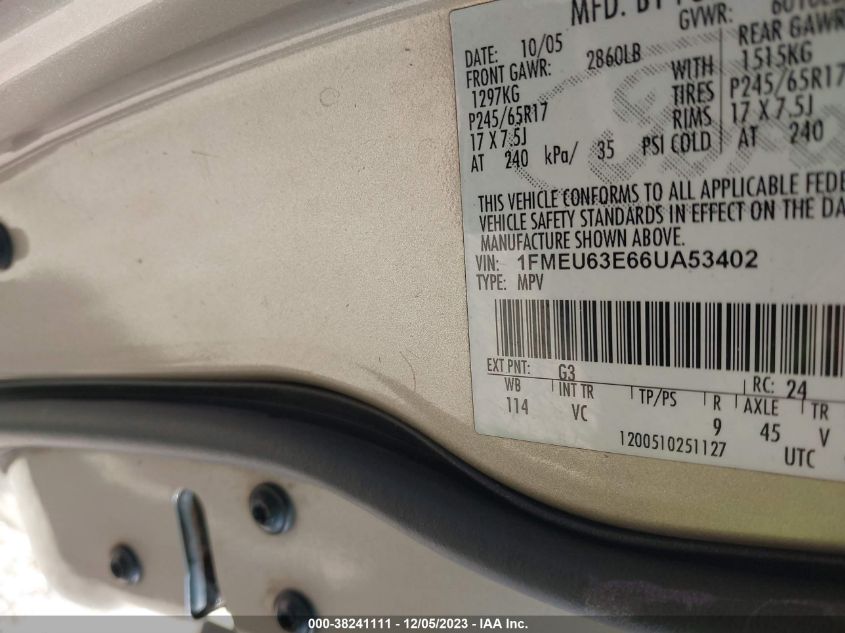 MFD. BY
GVWR:
DATE: 10/05
FRONT GAWR: 2860LB
1297KG
P245/65R17
17 X 7.5J
AT 240 kPa/ 35 PSI COLD
WITH
TIRES
RIMS
REAR GAWR
1515KG
P245/65R17
17 X 7.5J
AT 240
THIS VEHICLE CONFORMS TO ALL APPLICABLE FEDE
VEHICLE SAFETY STANDARDS IN EFFECT ON THE DA
MANUFACTURE SHOWN ABOVE.
VIN: 1FMEU63E66UA53402
TYPE: MPV
EXT PNT: G3 RC: 24
WB INT TR TP/PS R AXLE TR
114 VC 9 45 V
1200510251127 UTC
000-38241111 - 12/05/2023 - IAA Inc.